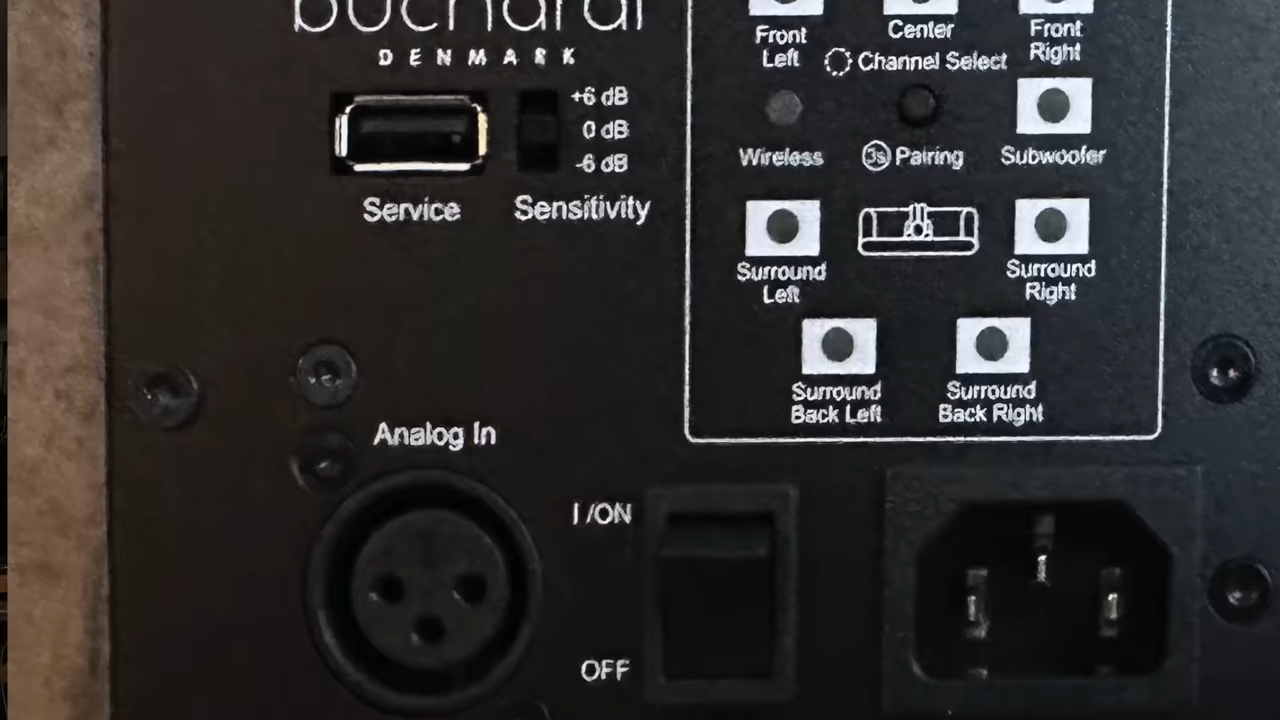 buchardt
DENMARK
+6 dB
0 dB
-6 dB
Service
Sensitivity
Front
Left
Center
Front
Right
Channel Select
Wireless
3s Pairing
Subwoofer
Surround
Left
Surround
Right
Surround
Back Left
Surround
Back Right
Analog In
I /ON
OFF